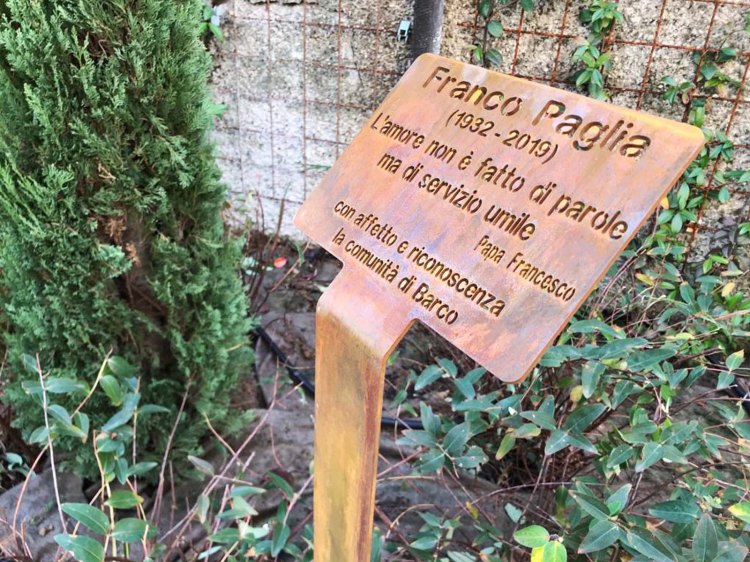 Franco Paglia
(1932-2019)
L'amore non è fatto di parole
ma di servizio umile
Papa Francesco
con affetto e riconoscenza
la comunità di Barco